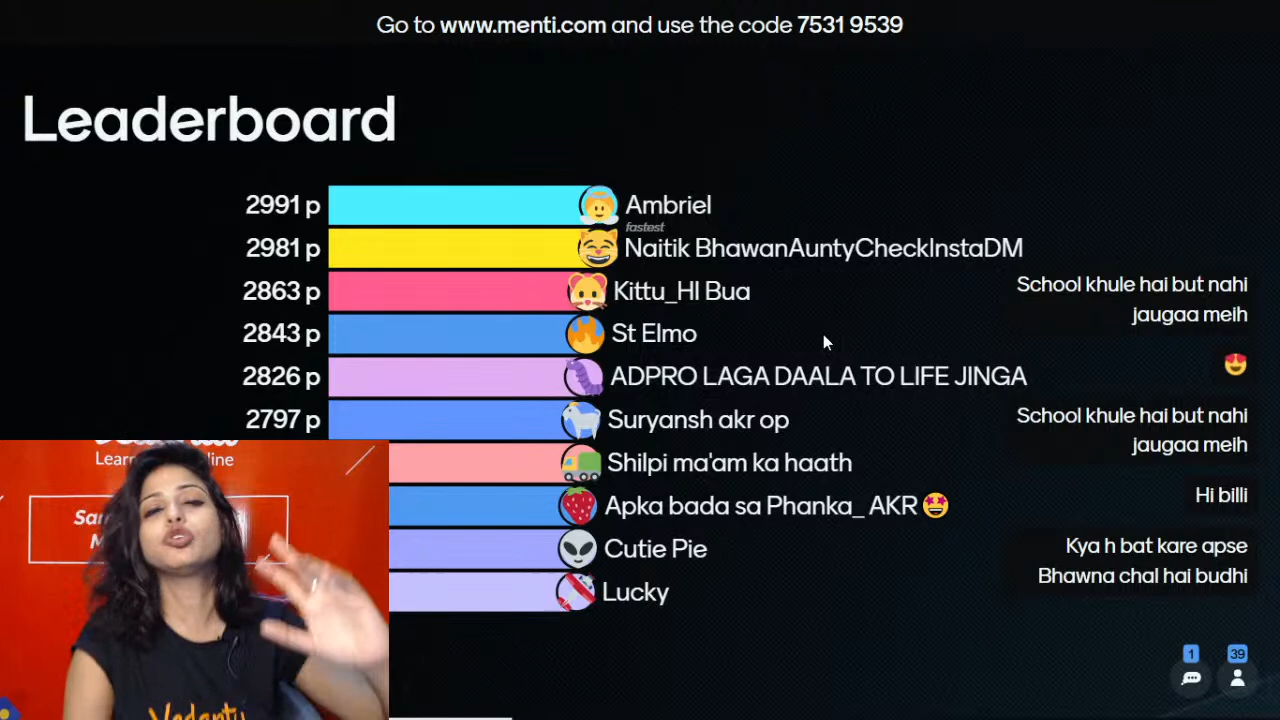 Go to www.menti.com and use the code 7531 9539
Leaderboard
2991 p Ambriel
fastest
2981 p Naitik BhawanAuntyCheckInstaDM
2863 p Kittu_HI Bua
2843 p St Elmo
2826 p ADPRO LAGA DAALA TO LIFE JINGA
2797 p Suryansh akr op
Shilpi ma'am ka haath
Apka bada sa Phanka_ AKR 🤩
Cutie Pie
Lucky
School khule hai but nahi
jaugaa meih
😍
School khule hai but nahi
jaugaa meih
Hi billi
Kya h bat kare apse
Bhawna chal hai budhi
1 39